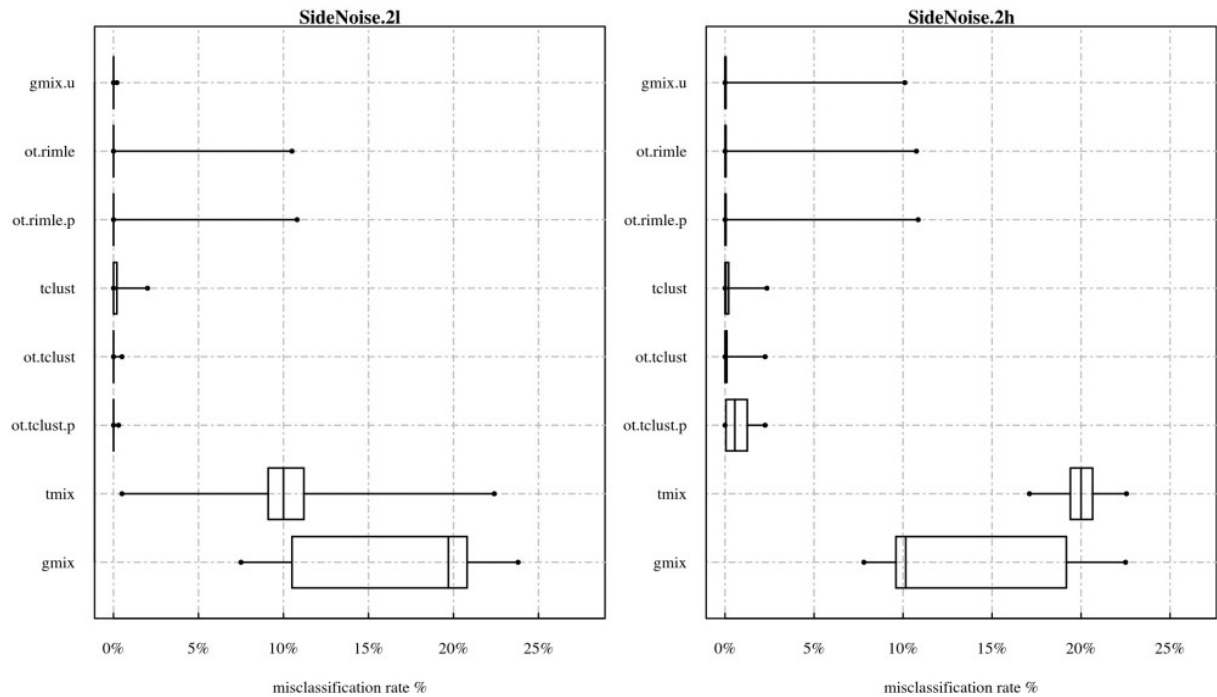 SideNoise.2l
gmix.u
ot.rimle
ot.rimle.p
tclust
ot.tclust
ot.tclust.p
tmix
gmix
0% 5% 10% 15% 20% 25%
misclassification rate %
SideNoise.2h
gmix.u
ot.rimle
ot.rimle.p
tclust
ot.tclust
ot.tclust.p
tmix
gmix
0% 5% 10% 15% 20% 25%
misclassification rate %